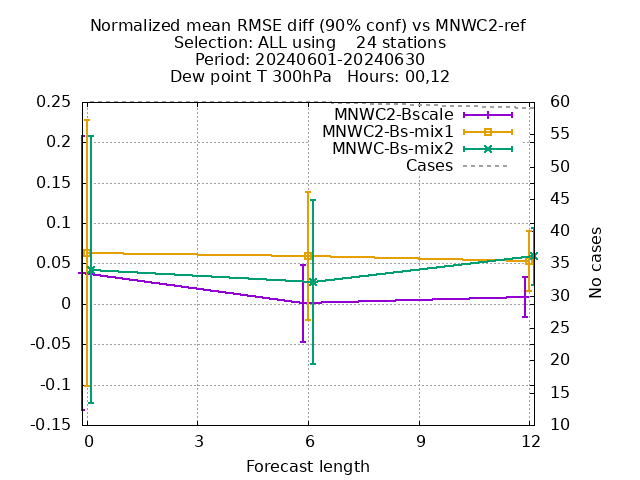 Normalized mean RMSE diff (90% conf) vs MNWC2-ref
Selection: ALL using    24 stations
Period: 20240601-20240630
Dew point T 300hPa   Hours: 00,12
MNWC2-Bscale
MNWC2-Bs-mix1
MNWC-Bs-mix2
Cases
0.25
0.2
0.15
0.1
0.05
0
-0.05
-0.1
-0.15
60
55
50
45
40
35
30
25
20
15
10
No cases
0 3 6 9 12
Forecast length